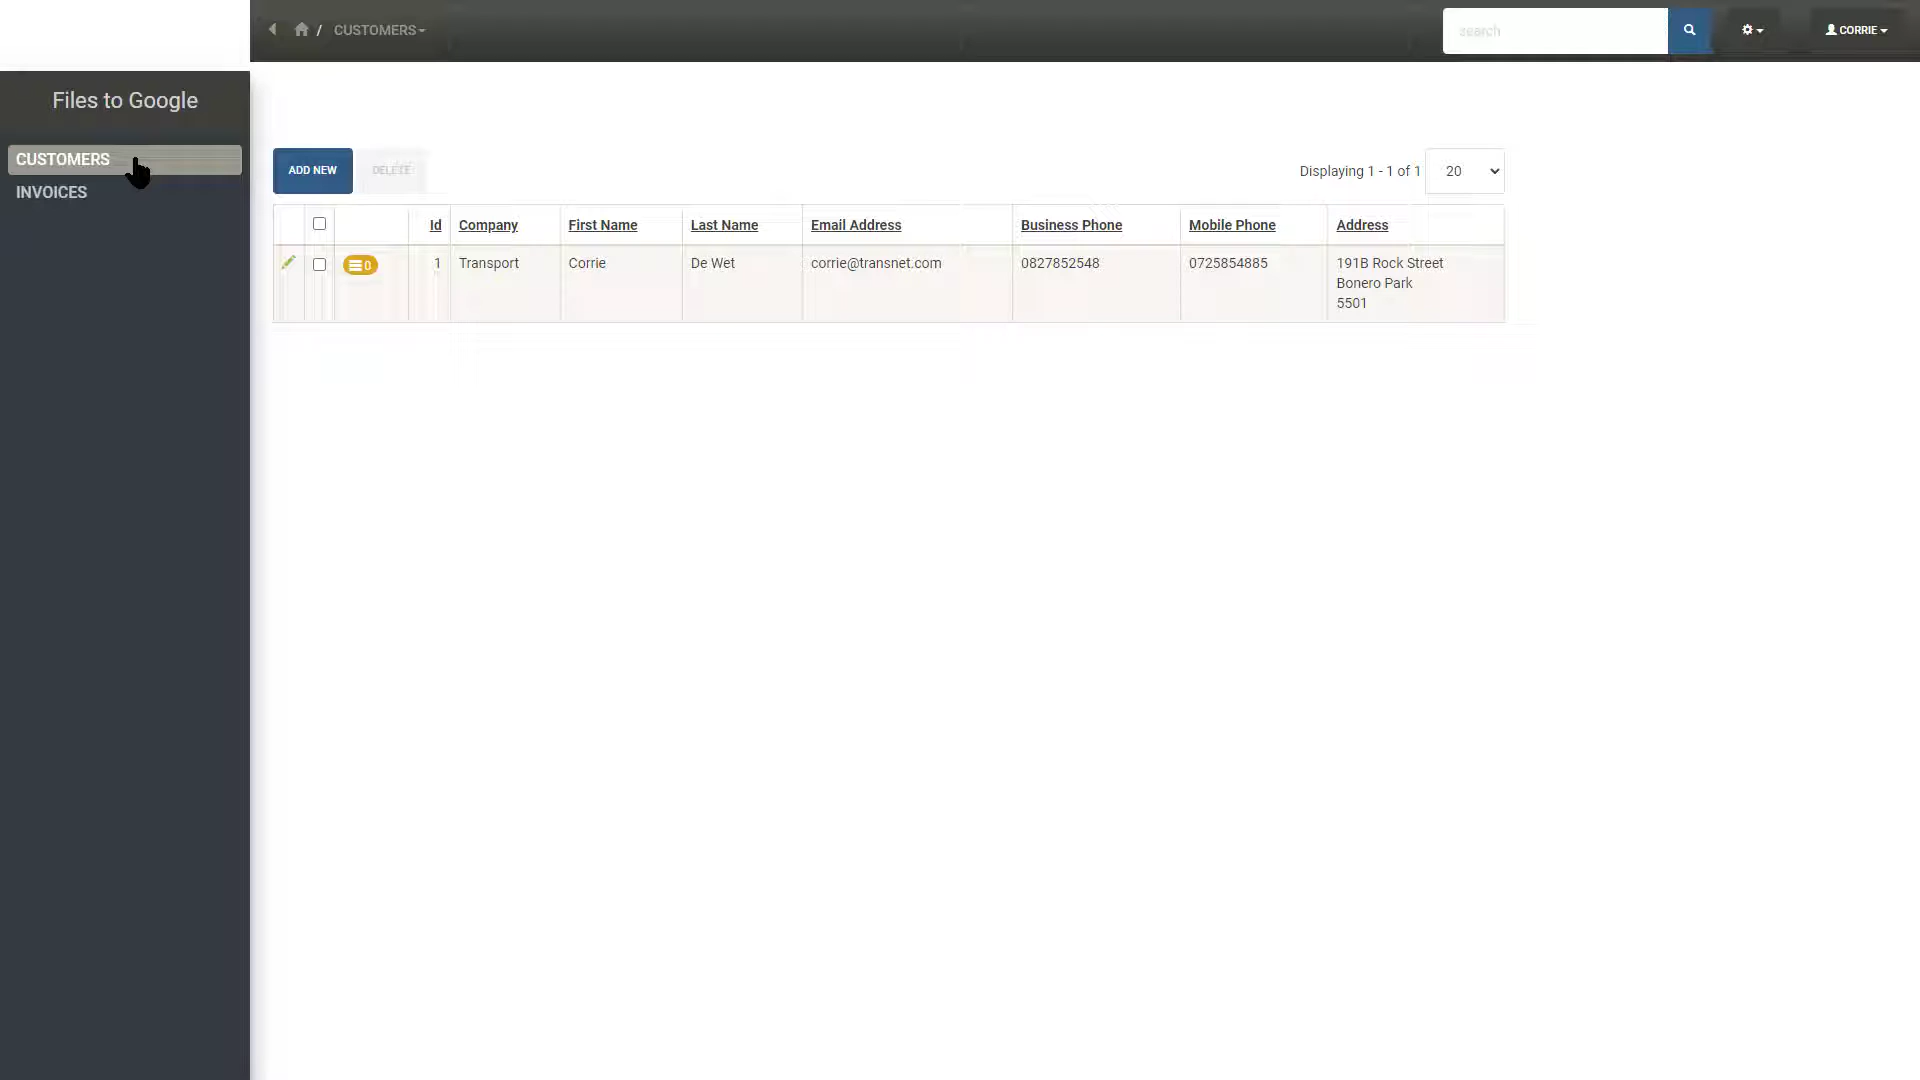 / CUSTOMERS
search
CORRIE
Files to Google
CUSTOMERS
INVOICES
ADD NEW
DELETE
Displaying 1 - 1 of 1
20
Id Company First Name Last Name Email Address Business Phone Mobile Phone Address
0 1 Transport Corrie De Wet corrie@transnet.com 0827852548 0725854885 191B Rock Street
Bonero Park
5501